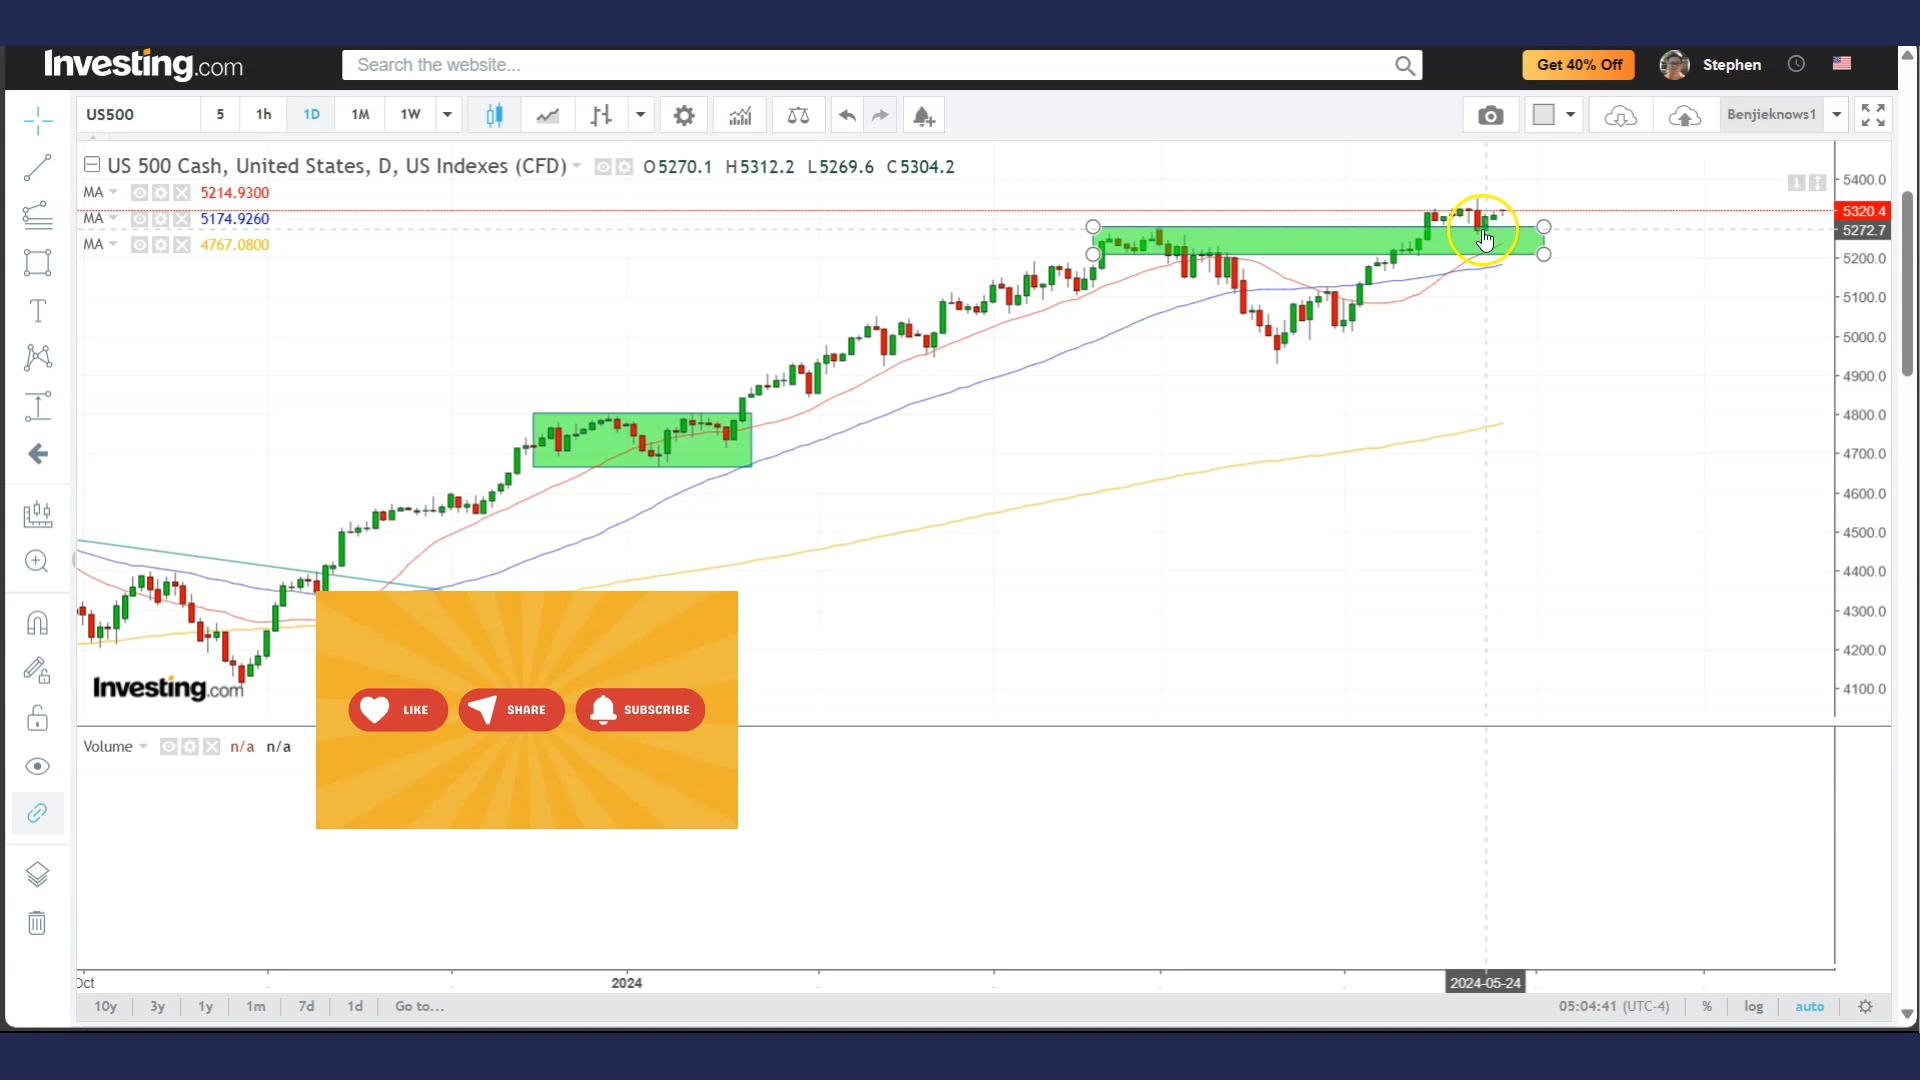 Investing.com
Search the website...
Get 40% Off
Stephen
US500
5
1h
1D
1M
1W
Benjieknows1
US 500 Cash, United States, D, US Indexes (CFD)
O5270.1 H5312.2 L5269.6 C5304.2
MA 5214.9300
MA 5174.9260
MA 4767.0800
5400.0
5320.4
5272.7
5200.0
5100.0
5000.0
4900.0
4800.0
4700.0
4600.0
4500.0
4400.0
4300.0
4200.0
4100.0
Investing.com
LIKE
SHARE
SUBSCRIBE
Volume n/a n/a
Oct
2024
2024-05-24
10y
3y
1y
1m
7d
1d
Go to...
05:04:41 (UTC-4)
%
log
auto